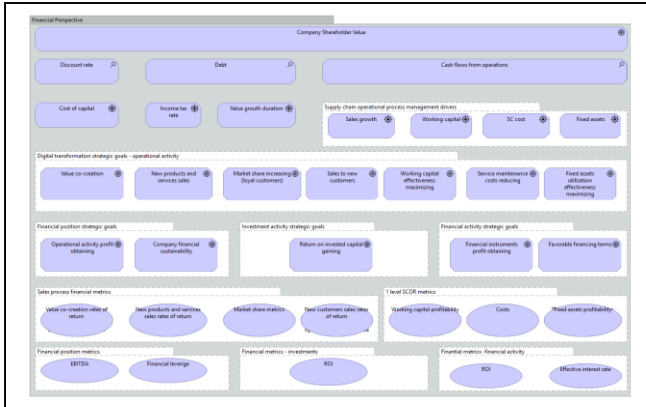 Financial Perspective
Company Shareholder Value
Discount rate
Debt
Cash flows from operations
Cost of capital
Income tax
rate
Value grouth duration
Supply chain operational process management drivers
Sales growth
Working capital
SC cost
Fixed assets
Digital transformation strategic goals - operational activity
Value co-creation
New products and
services sales
Market share increasing
(loyal customers)
Sales to new
customers
Working capital
effectiveness
maximizing
Service maintenance
costs reducing
Fixed assets
utilization
effectiveness
maximizing
Financial position strategic goals
Investment activity strategic goals
Financial activity strategic goals
Operational activity profit
obtaining
Company financial
sustainability
Return on invested capital
gaining
Financial instruments
profit obtaining
Favorable financing terms
Sales process financial metrics
1 level SCOR metrics
Value co-creation rates of
return
New products and services
sales rates of return
Market share metrics
New customers sales rates
of return
Working capital profitability
Costs
Fixed assets profitability
Financial position metrics
Financial metrics - investments
Finantial metrics -financial activity
EBITDA
Financial leverige
ROI
ROI
Effective interest rate